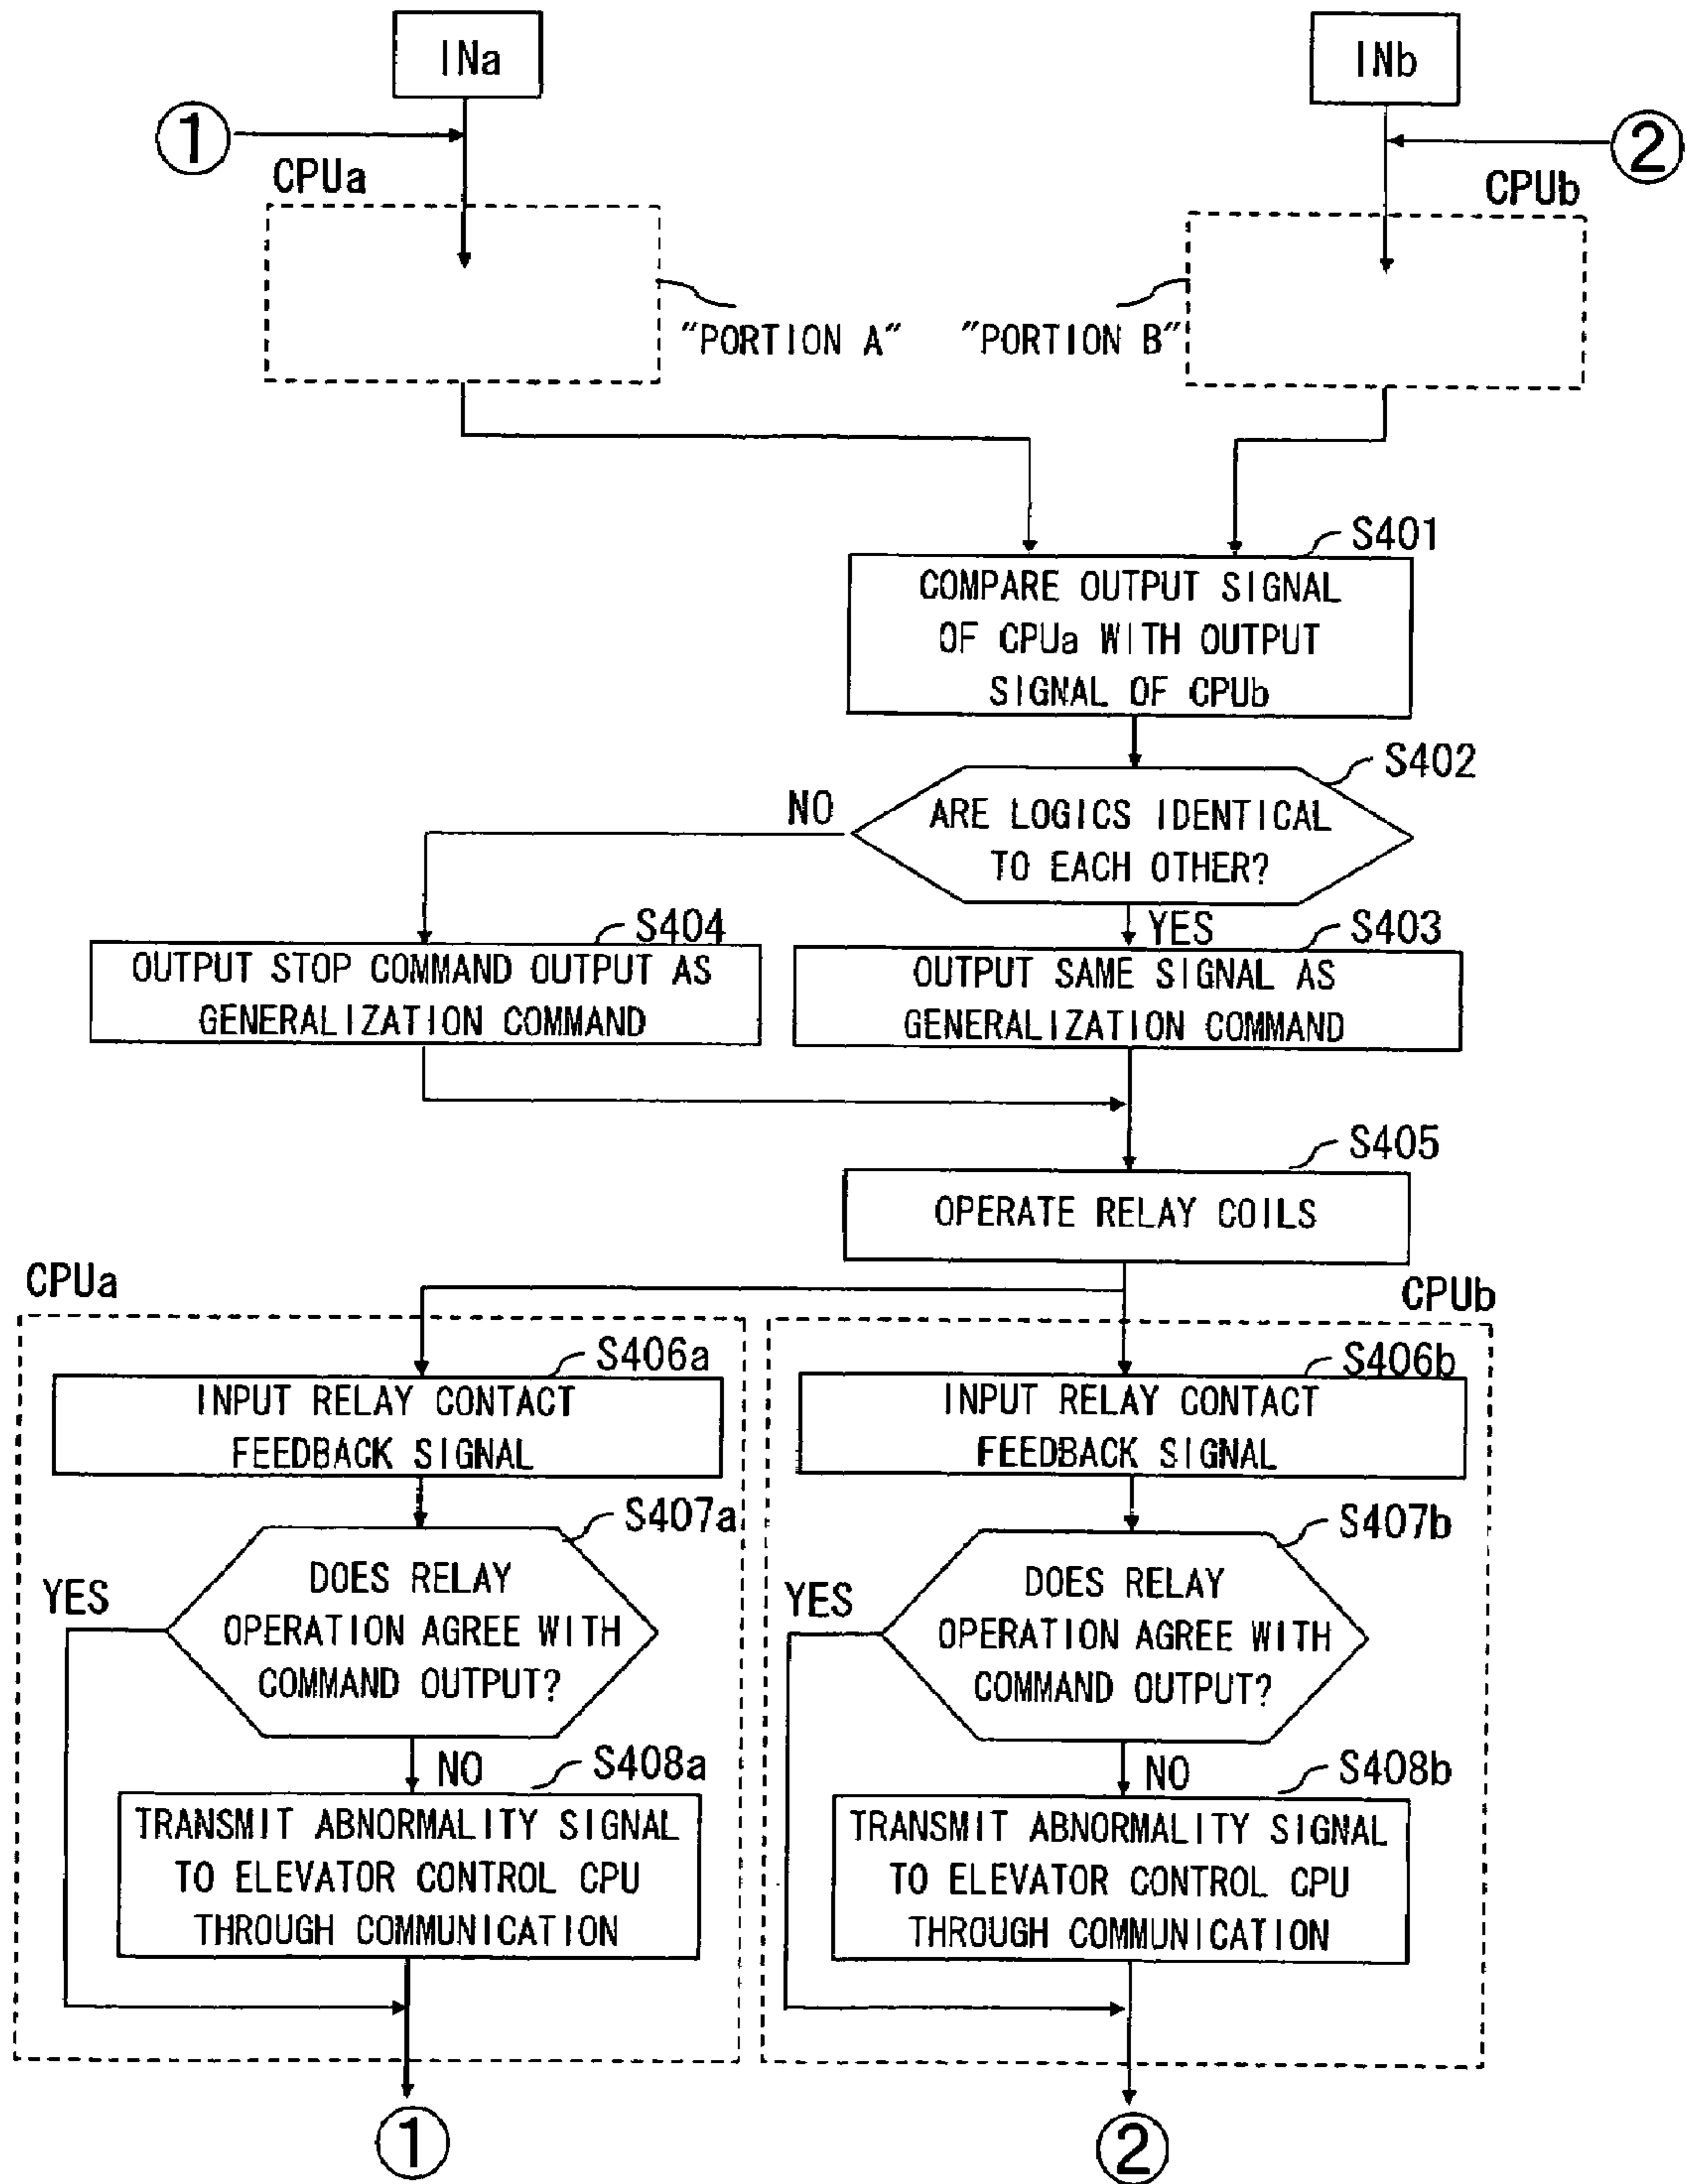 INa
INb
①
②
CPUa
CPUb
"PORTION A"
"PORTION B"
S401
COMPARE OUTPUT SIGNAL
OF CPUa WITH OUTPUT
SIGNAL OF CPUb
S402
NO
ARE LOGICS IDENTICAL
TO EACH OTHER?
YES
S404
S403
OUTPUT STOP COMMAND OUTPUT AS
GENERALIZATION COMMAND
OUTPUT SAME SIGNAL AS
GENERALIZATION COMMAND
S405
OPERATE RELAY COILS
CPUa
CPUb
S406a
INPUT RELAY CONTACT
FEEDBACK SIGNAL
S407a
YES
DOES RELAY
OPERATION AGREE WITH
COMMAND OUTPUT?
NO
S408a
TRANSMIT ABNORMALITY SIGNAL
TO ELEVATOR CONTROL CPU
THROUGH COMMUNICATION
①
S406b
INPUT RELAY CONTACT
FEEDBACK SIGNAL
S407b
YES
DOES RELAY
OPERATION AGREE WITH
COMMAND OUTPUT?
NO
S408b
TRANSMIT ABNORMALITY SIGNAL
TO ELEVATOR CONTROL CPU
THROUGH COMMUNICATION
②